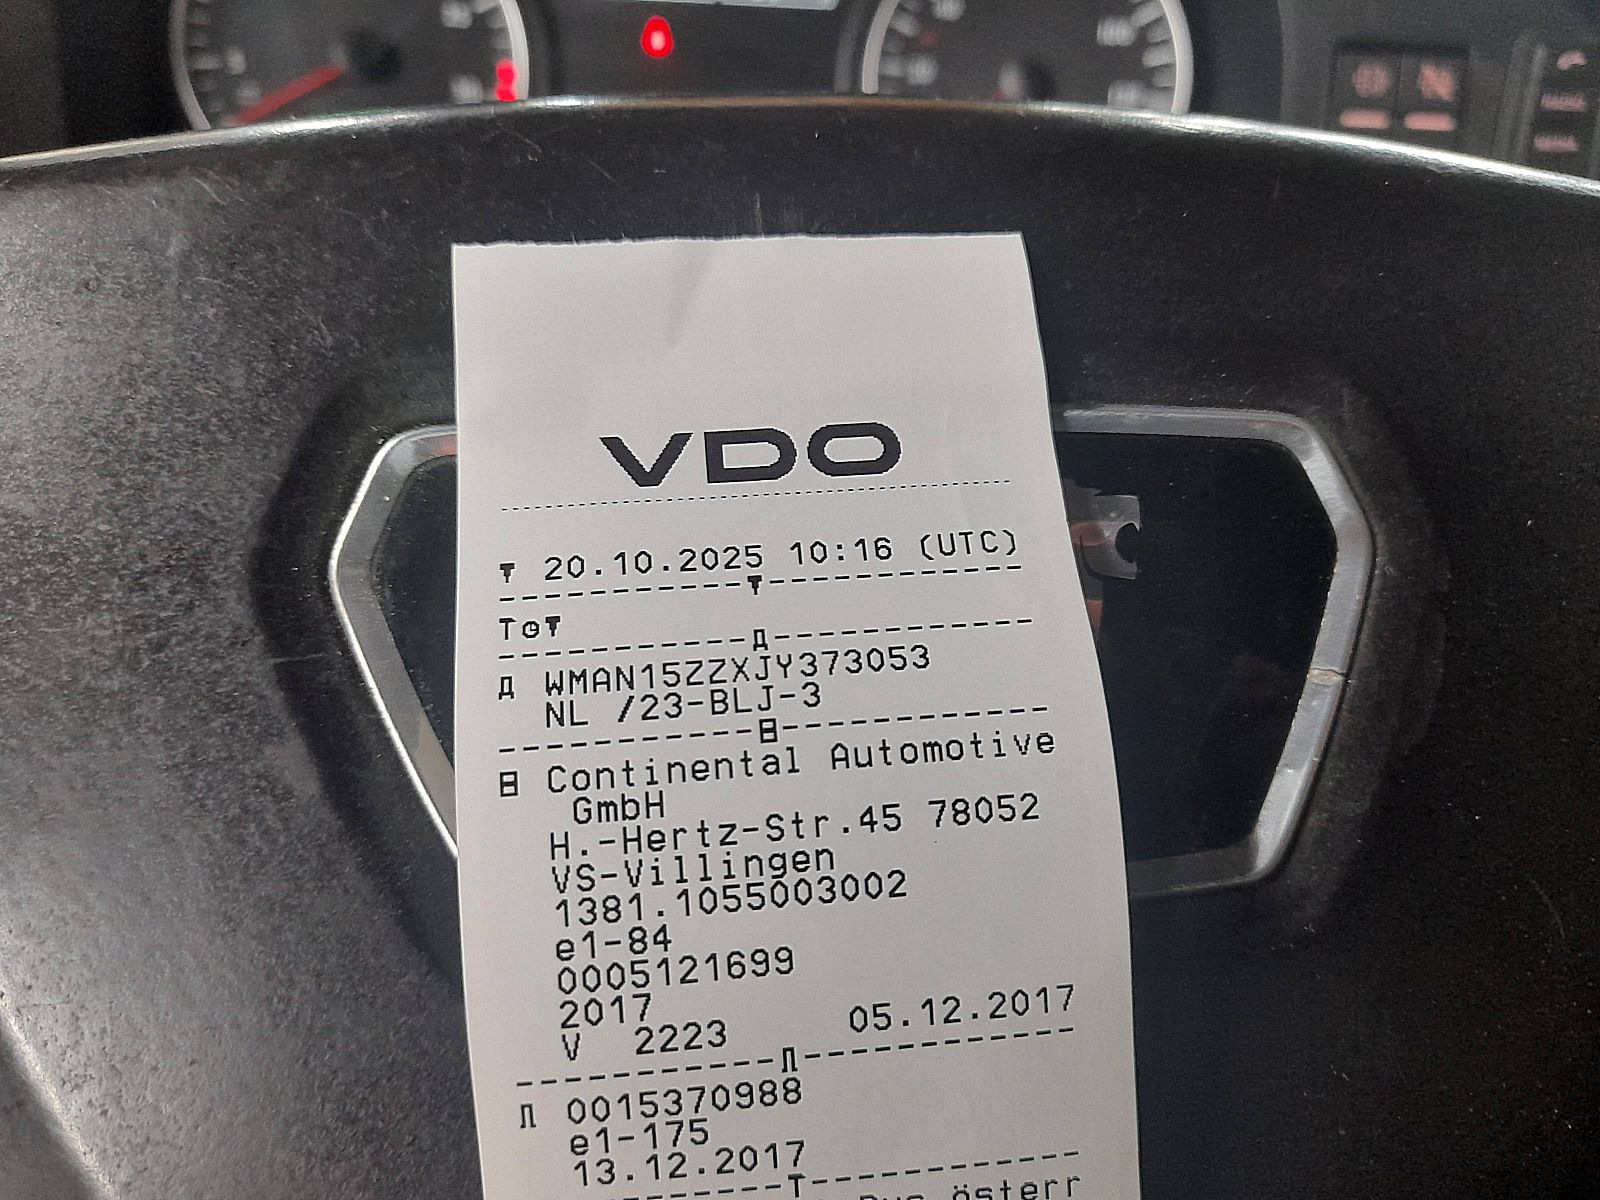 VDO
▼ 20.10.2025 10:16 (UTC)
T⊙▼
WMAN15ZZXJY373053
NL /23-BLJ-3
Continental Automotive
GmbH
H.-Hertz-Str.45 78052
VS-Villingen
1381.1055003002
e1-84
0005121699
2017
V 2223 05.12.2017
0015370988
e1-175
13.12.2017
österr